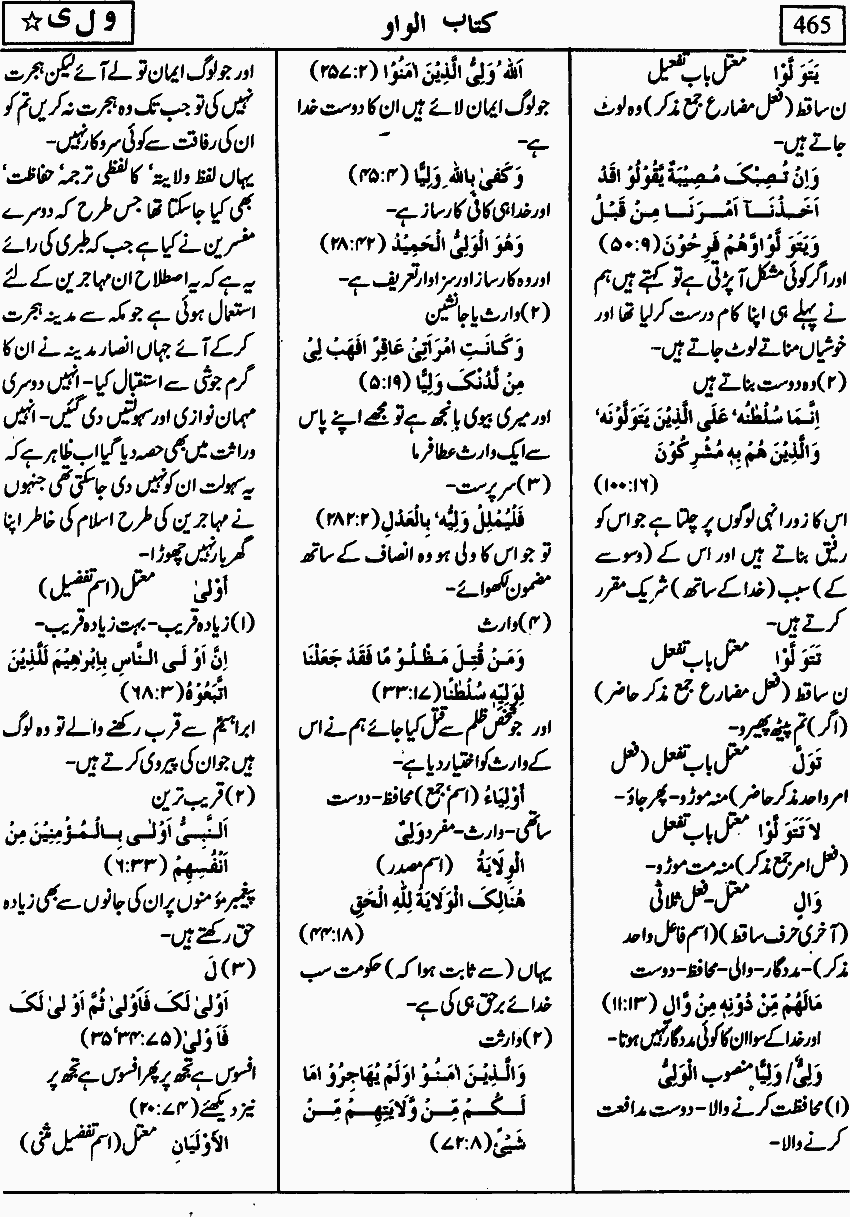 465
کتاب الواو
و ل ی ☆
یَتَوَلَّوْا معتل باب تفعیل
ن ساقط (فعل مضارع جمع مذکر) وہ لوٹ
جاتے ہیں-
وَاِنْ تُصِبْکَ مُصِیْبَۃٌ یَّقُوْلُوْ اقَدْ
اَخَذْنَآ اَمْرَنَا مِنْ قَبْلُ
وَیَتَوَلَّوْاوَّهُمْ فَرِحُوْنَ (۵۰:۹)
اور اگر کوئی مشکل آ پڑتی ہے تو کہتے ہیں ہم
نے پہلے ہی اپنا کام درست کر لیا تھا اور
خوشیاں مناتے لوٹ جاتے ہیں-
(۲) وہ دوست بناتے ہیں
اِنَّمَا سُلْطٰنُهٗ عَلَی الَّذِیْنَ یَتَوَلَّوْنَهٗ
وَالَّذِیْنَ هُمْ بِهٖ مُشْرِکُوْنَ
(۱۰۰:۱۶)
اس کا زور انہی لوگوں پر چلتا ہے جو اس کو
رفیق بناتے ہیں اور اس کے (وسوسے
کے) سبب (خدا کے ساتھ) شریک مقرر
کرتے ہیں-
تَتَوَلَّوْا معتل باب تفعل
ن ساقط (فعل مضارع جمع مذکر حاضر)
(اگر) تم پیٹھ پھیرو-
تَوَلَّ معتل باب تفعل (فعل
امر واحد مذکر حاضر) منہ موڑو- پھر جاؤ-
لَا تَتَوَلَّوْا معتل باب تفعل
(فعل امر جمع مذکر) منہ مت موڑو-
وَالٍ معتل- فعل ثلاثی
(آخری حرف ساقط) (اسم فاعل واحد
مذکر)- مددگار- والی- محافظ- دوست
مَالَهُمْ مِّنْ دُوْنِهٖ مِنْ وَّالٍ (۱۱:۱۳)
اور خدا کے سوا ان کا کوئی مددگار نہیں ہوتا-
وَلِیٌّ/ وَلِیًّا منصوب الْوَلِیُّ
(۱) محافظت کرنے والا- دوست مدافعت
کرنے والا-
اَللهُ وَلِیُّ الَّذِیْنَ اٰمَنُوْا (۲۵۷:۲)
جو لوگ ایمان لائے ہیں ان کا دوست خدا
ہے-
وَکَفیٰ بِاللهِ وَلِیًّا (۴۵:۴)
اور خدا ہی کافی کارساز ہے-
وَهُوَ الْوَلِیُّ الْحَمِیْدُ (۲۸:۴۲)
اور وہ کارساز اور سزاوار تعریف ہے-
(۲) وارث یا جانشین
وَکَانَتِ امْرَاَتِیْ عَاقِرًا فَهَبْ لِیْ
مِنْ لَّدُنْکَ وَلِیًّا (۵:۱۹)
اور میری بیوی بانجھ ہے تو مجھے اپنے پاس
سے ایک وارث عطا فرما
(۳) سرپرست-
فَلْیُمْلِلْ وَلِیُّهٗ بِالْعَدْلِ (۲۸۲:۲)
تو جو اس کا ولی ہو وہ انصاف کے ساتھ
مضمون لکھوائے-
(۴) وارث
وَمَنْ قُتِلَ مَظْلُوْ مًا فَقَدْ جَعَلْنَا
لِوَلِیِّهٖ سُلْطٰنًا (۳۳:۱۷)
اور جو شخص ظلم سے قتل کیا جائے ہم نے اس
کے وارث کو اختیار دیا ہے-
اَوْلِیَاءُ (اسم جمع) محافظ- دوست
ساتھی- وارث- مفرد وَلِیٌّ
الْوِلَایَۃُ (اسم مصدر)
هُنَالِکَ الْوَلَایَۃُ لِلّٰهِ الْحَقِّ
(۴۴:۱۸)
یہاں (سے ثابت ہوا کہ) حکومت سب
خدائے برحق ہی کی ہے-
(۲) وارثت
وَالَّذِیْنَ اٰمَنُوْ اوَلَمْ یُهَاجِرُوْ امَا
لَکُمْ مِّنْ وَّلَایَتِهِمْ مِّنْ
شَیْئٍ (۷۲:۸)
اور جو لوگ ایمان تو لے آئے لیکن ہجرت
نہیں کی تو جب تک وہ ہجرت نہ کریں تم کو
ان کی رفاقت سے کوئی سروکار نہیں-
یہاں لفظ ولایۃ' کا لفظی ترجمہ' حفاظت'
بھی کیا جا سکتا تھا جس طرح کہ دوسرے
مفسرین نے کیا ہے جب کہ طبری کی رائے
یہ ہے کہ یہ اصطلاح ان مہاجرین کے لئے
استعمال ہوئی ہے جو مکہ سے مدینہ ہجرت
کر کے آئے جہاں انصار مدینہ نے ان کا
گرم جوشی سے استقبال کیا- انہیں دوسری
مہمان نوازی اور سہولتیں دی گئیں- انہیں
وراثت میں بھی حصہ دیا گیا اب ظاہر ہے کہ
یہ سہولت ان کو نہیں دی جا سکتی تھی جنہوں
نے مہاجرین کی طرح اسلام کی خاطر اپنا
گھر بار نہیں چھوڑا-
اَوْلیٰ معتل (اسم تفضیل)
(۱) زیادہ قریب- بہت زیادہ قریب-
اِنَّ اَوْ لَی النَّاسِ بِاِبْرٰهِیْمَ لَلَّذِیْنَ
اتَّبَعُوْهُ (۶۸:۳)
ابراہیمؑ سے قرب رکھنے والے تو وہ لوگ
ہیں جو ان کی پیروی کرتے ہیں-
(۲) قریب ترین
اَلنَّبِیُّ اَوْلٰی بِالْمُؤْمِنِیْنَ مِنْ
اَنْفُسِهِمْ (۶:۳۳)
پیغمبر مؤمنوں پر ان کی جانوں سے بھی زیادہ
حق رکھتے ہیں-
(۳) لَ
اَوْلیٰ لَکَ فَاَوْلیٰ ثُمَّ اَوْ لیٰ لَکَ
فَاَوْلیٰ (۳۵٬۳۴:۷۵)
افسوس ہے تجھ پر پھر افسوس ہے تجھ پر
نیز دیکھئے (۲۰:۷۴)
الْاَوْلَیَانِ معتل (اسم تفضیل مثنی)